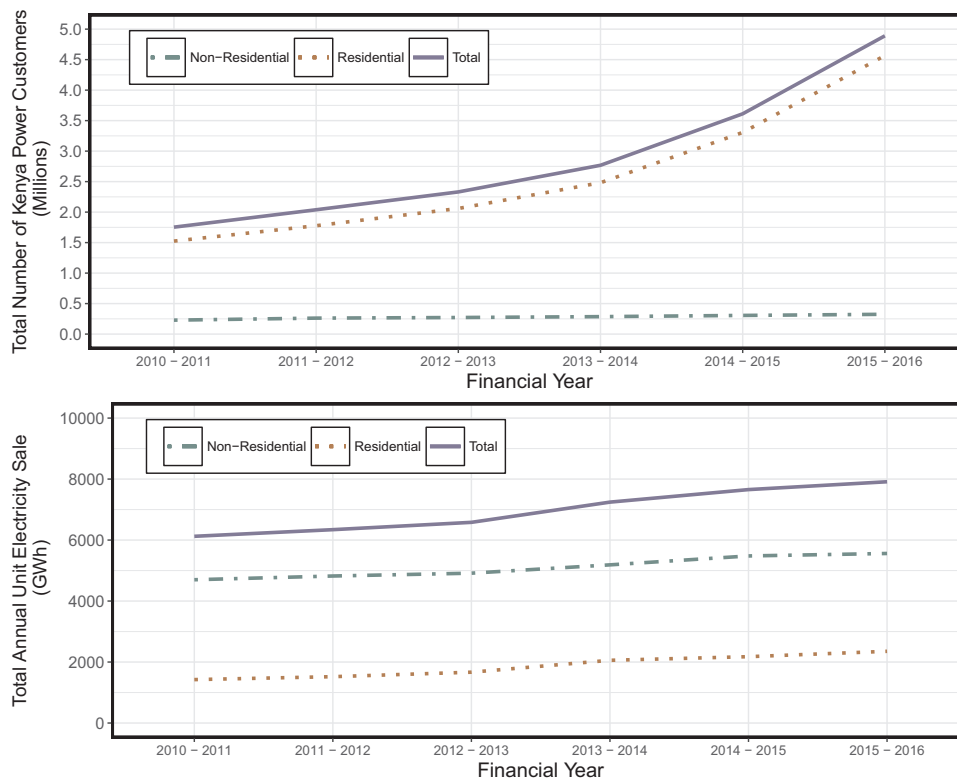 Total Number of Kenya Power Customers
(Millions)
5.0
4.5
4.0
3.5
3.0
2.5
2.0
1.5
1.0
0.5
0.0
Non−Residential Residential Total
2010 − 2011 2011 − 2012 2012 − 2013 2013 − 2014 2014 − 2015 2015 − 2016
Financial Year
Total Annual Unit Electricity Sale
(GWh)
10000
8000
6000
4000
2000
0
Non−Residential Residential Total
2010 − 2011 2011 − 2012 2012 − 2013 2013 − 2014 2014 − 2015 2015 − 2016
Financial Year